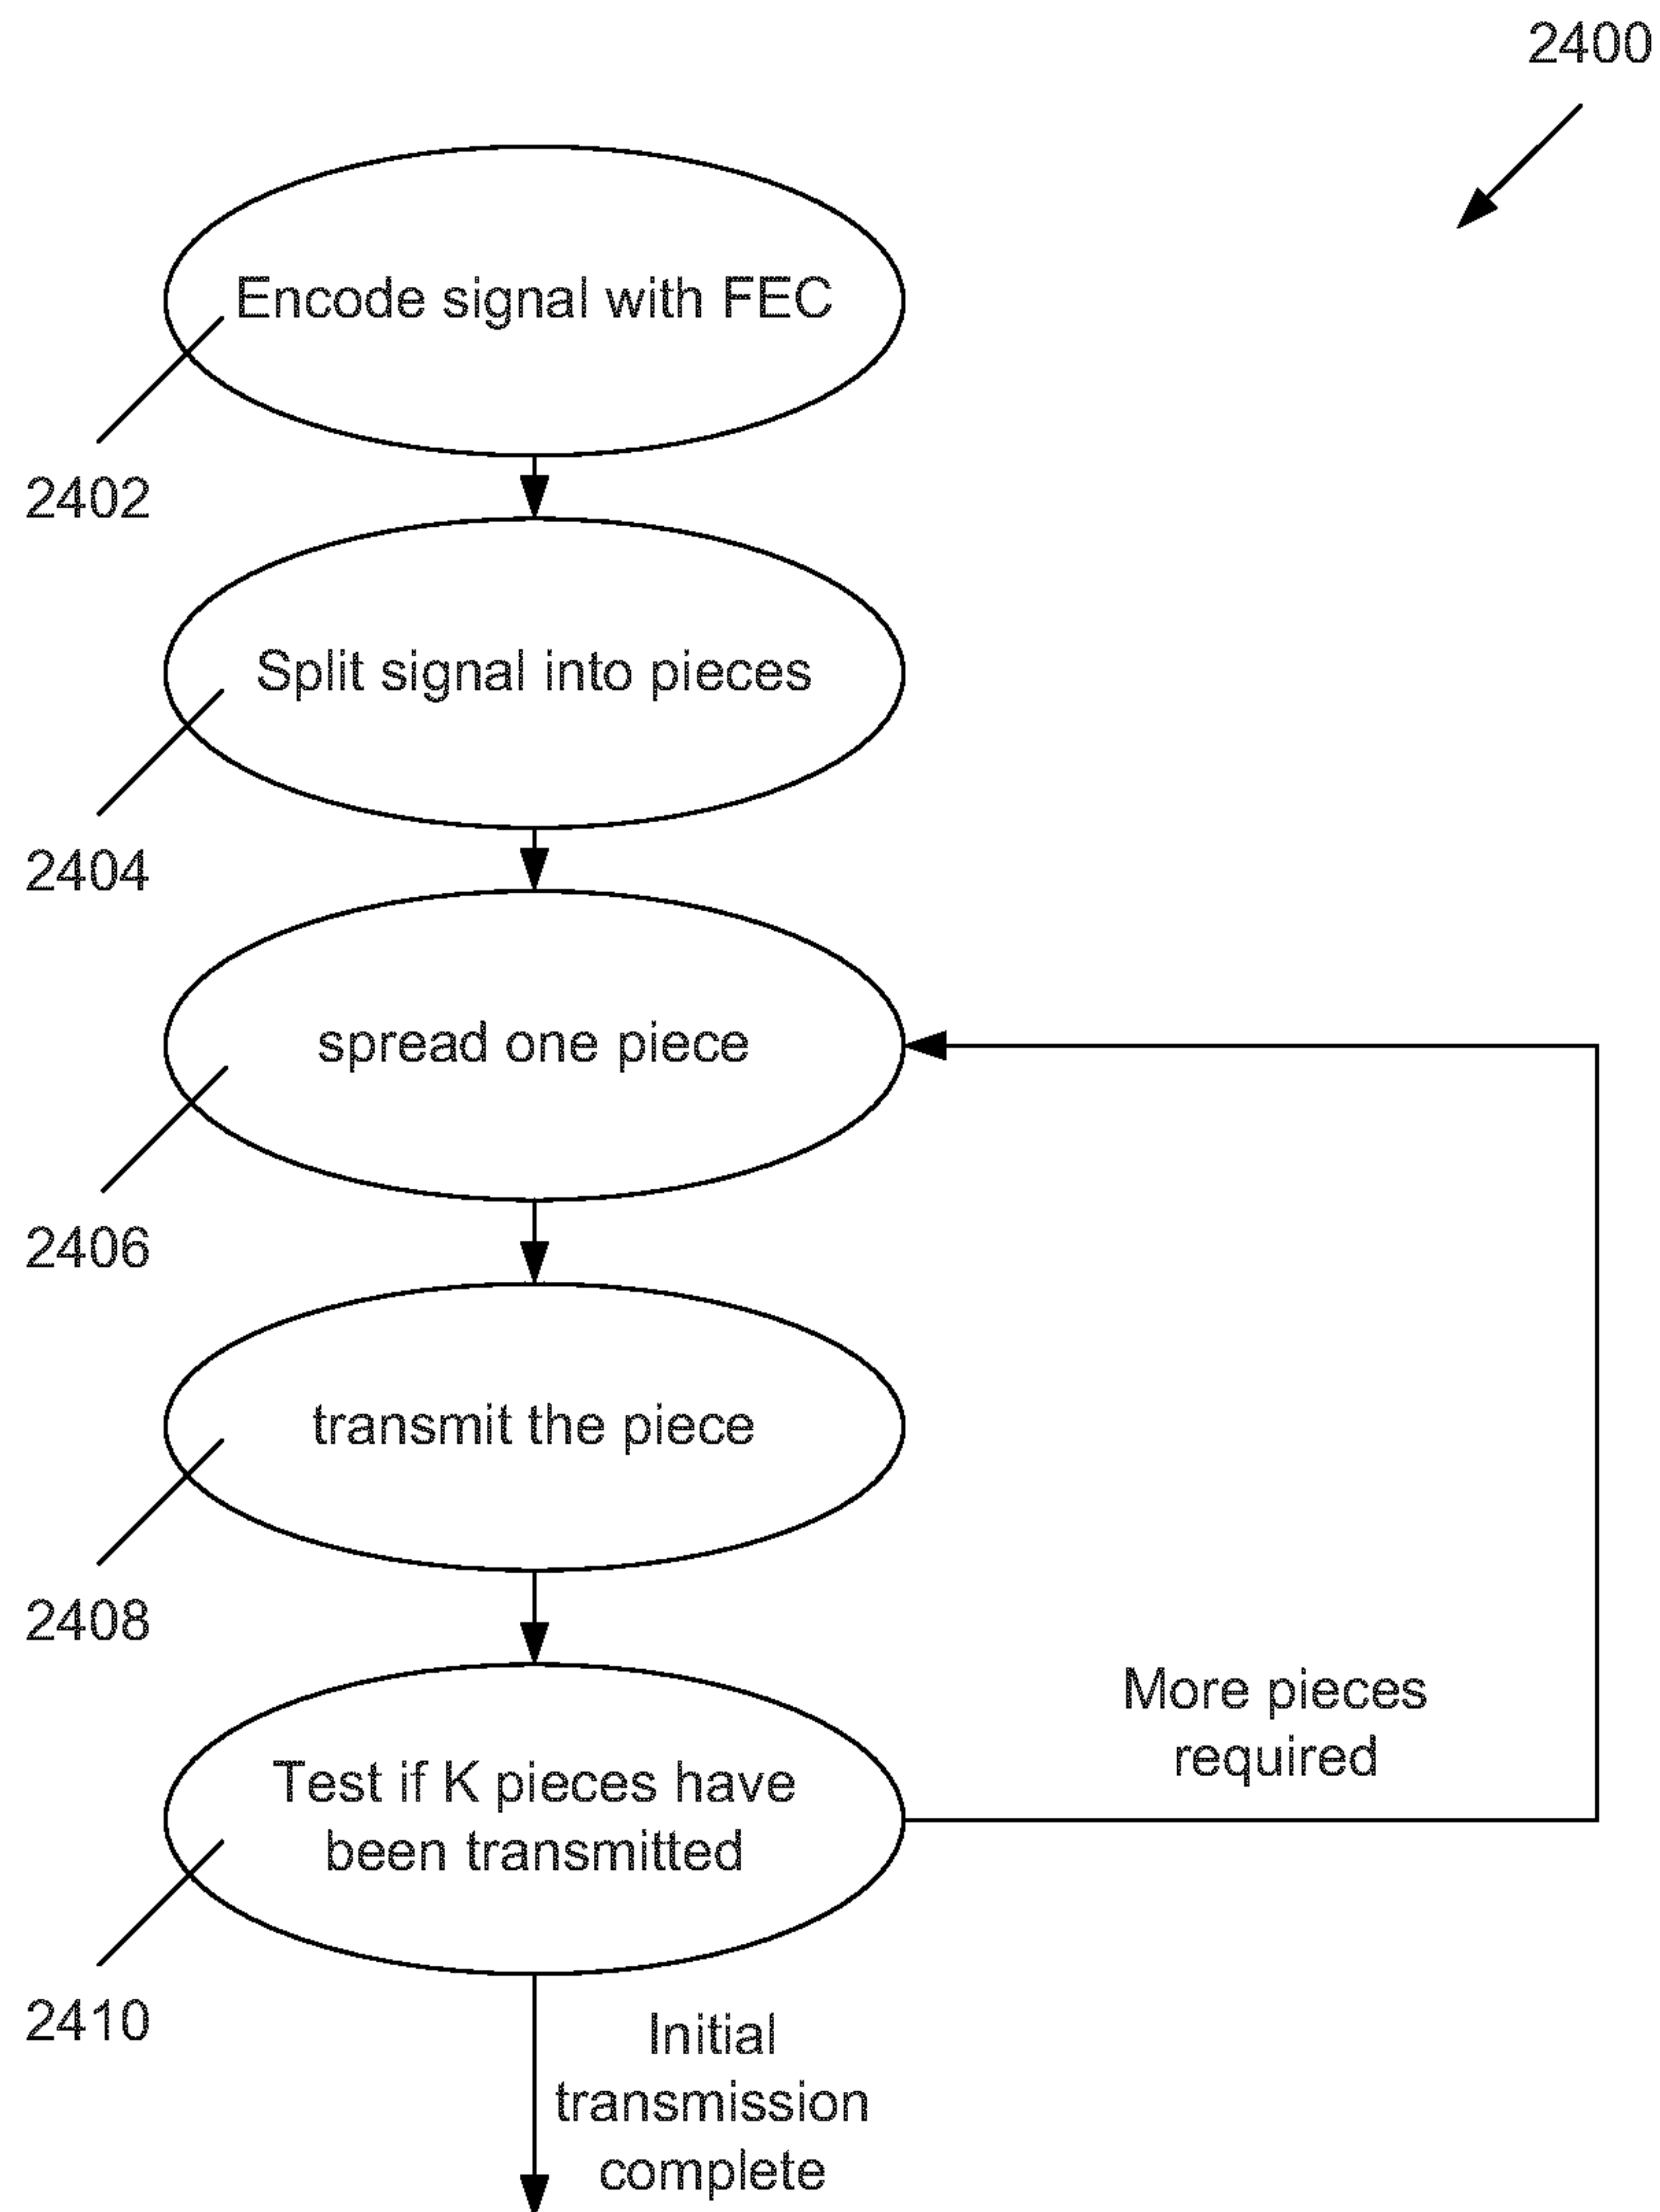 2400
Encode signal with FEC
2402
Split signal into pieces
2404
spread one piece
2406
transmit the piece
2408
More pieces
required
Test if K pieces have
been transmitted
2410
Initial
transmission
complete